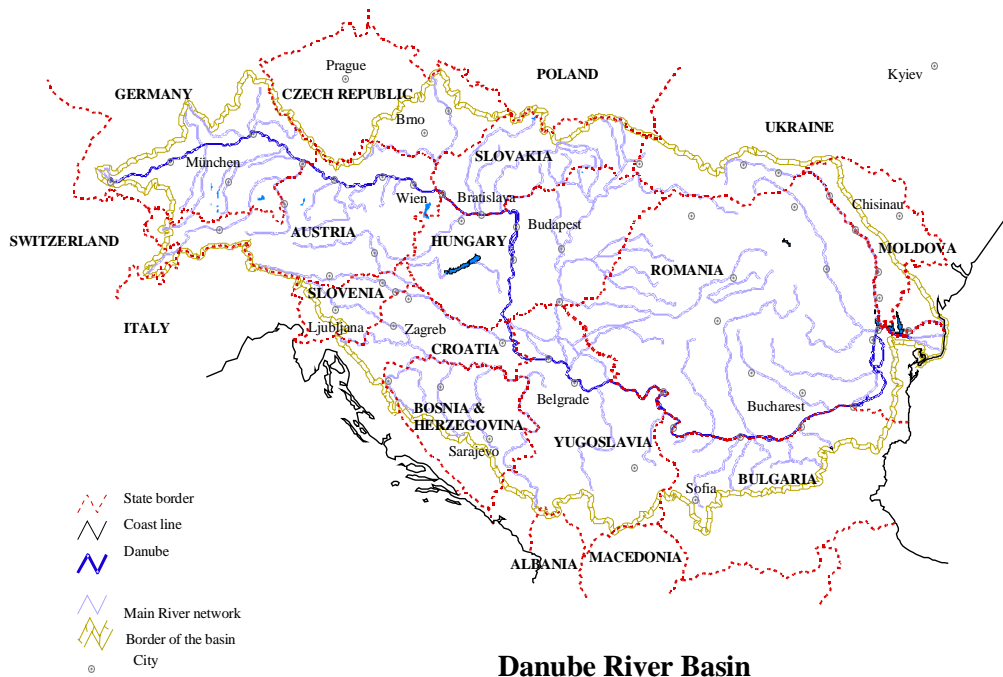 Prague
POLAND
Kyiev
GERMANY
CZECH REPUBLIC
Brno
UKRAINE
München
SLOVAKIA
Wien
Bratislava
Chisinau
SWITZERLAND
AUSTRIA
HUNGARY
Budapest
MOLDOVA
ROMANIA
SLOVENIA
ITALY
Ljubljana
Zagreb
CROATIA
Belgrade
Bucharest
BOSNIA &
HERZEGOVINA
YUGOSLAVIA
Sarajevo
BULGARIA
Sofia
ALBANIA
MACEDONIA
State border
Coast line
Danube
Main River network
Border of the basin
City
Danube River Basin